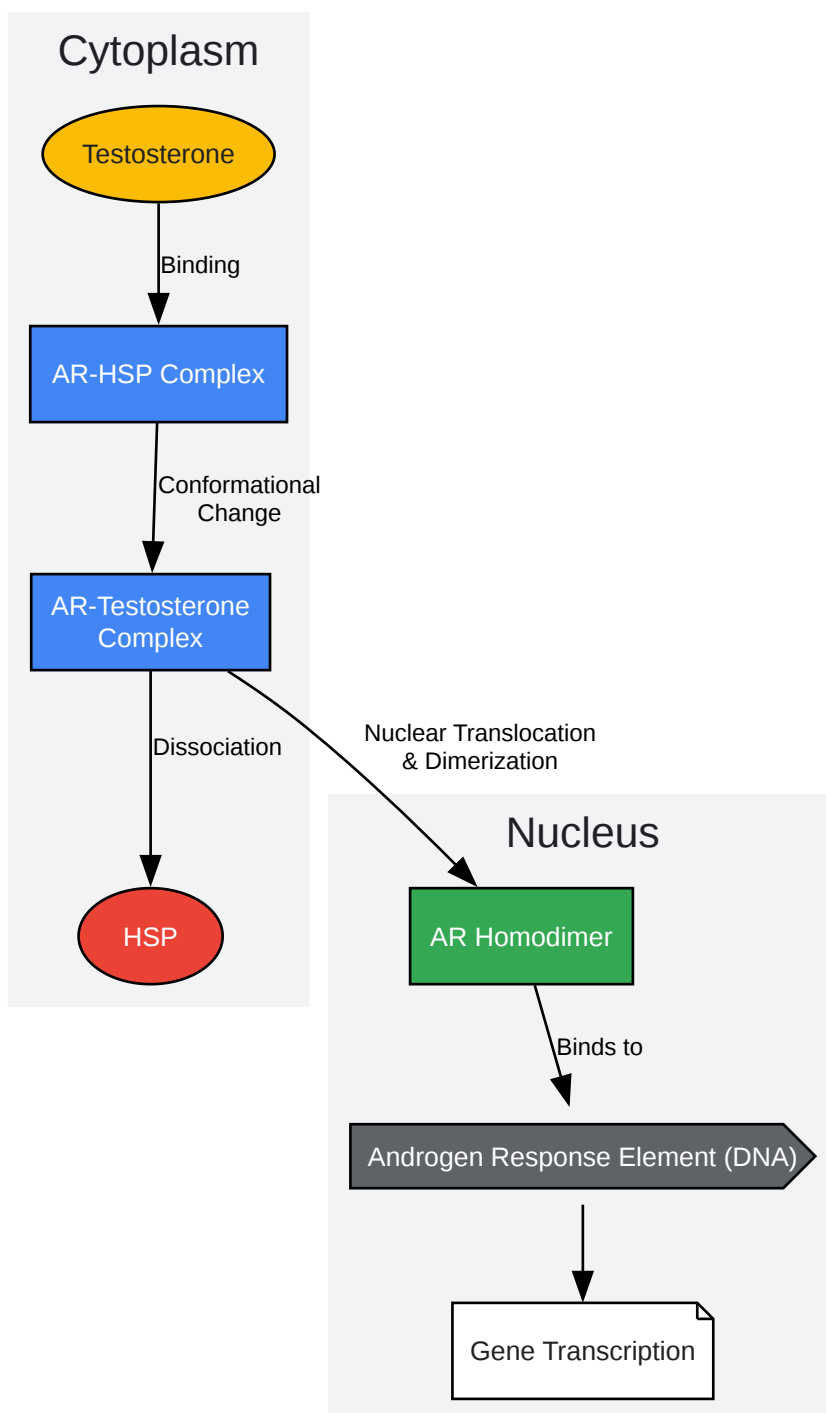 Cytoplasm
Testosterone
Binding
AR-HSP Complex
Conformational
Change
AR-Testosterone
Complex
Dissociation
Nuclear Translocation
& Dimerization
HSP
Nucleus
AR Homodimer
Binds to
Androgen Response Element (DNA)
Gene Transcription